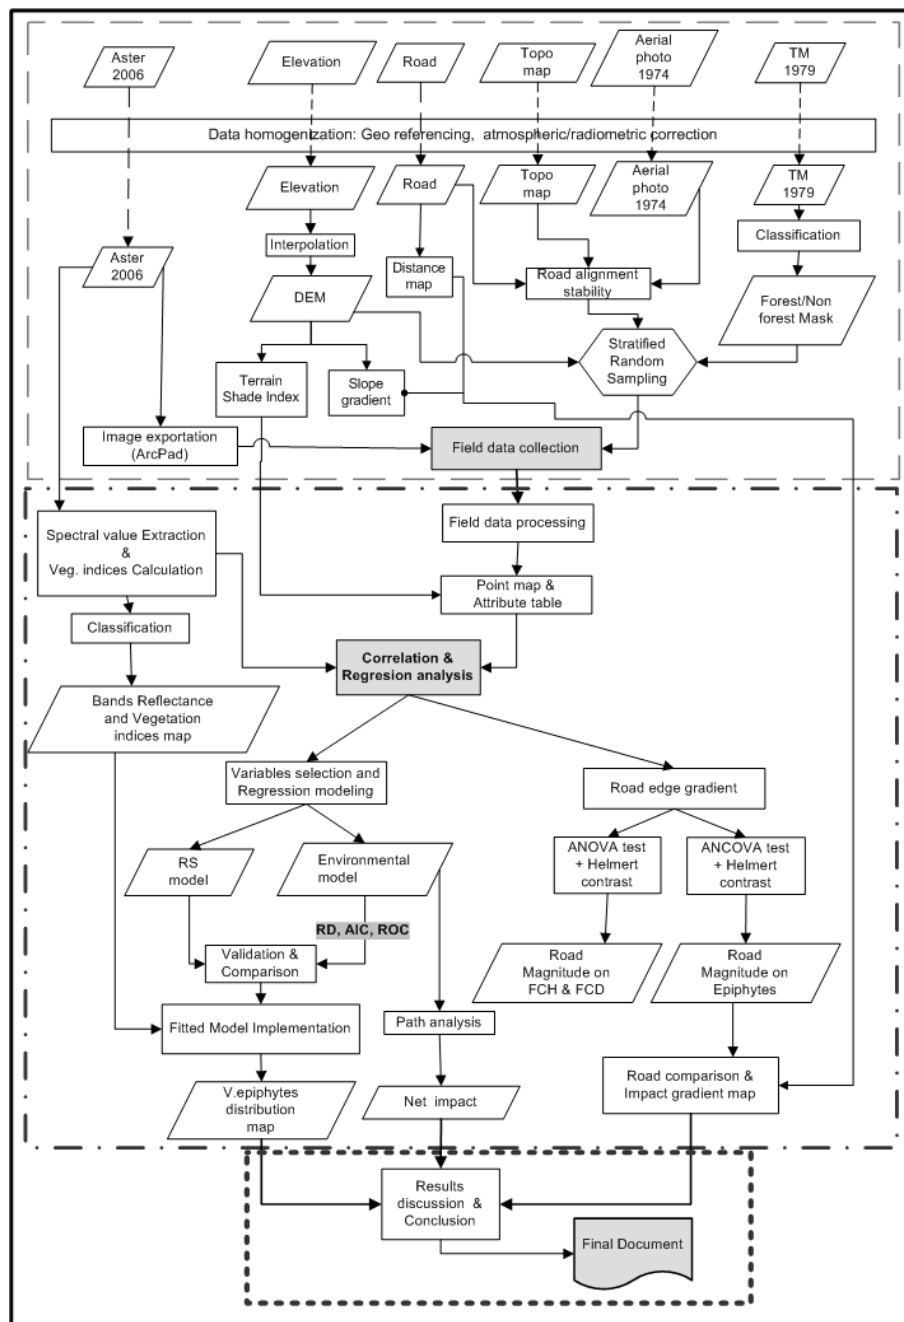 Aster
2006
Elevation
Road
Topo
map
Aerial
photo
1974
TM
1979
Data homogenization: Geo referencing, atmospheric/radiometric correction
Elevation
Road
Topo
map
Aerial
photo
1974
TM
1979
Interpolation
Classification
Aster
2006
Distance
map
Road alignment
stability
DEM
Forest/Non
forest Mask
Stratified
Random
Sampling
Terrain
Shade Index
Slope
gradient
Image exportation
(ArcPad)
Field data collection
Spectral value Extraction
&
Veg. indices Calculation
Field data processing
Point map &
Attribute table
Classification
Correlation &
Regresion analysis
Bands Reflectance
and Vegetation
indices map
Variables selection and
Regression modeling
Road edge gradient
RS
model
Environmental
model
ANOVA test
+ Helmert
contrast
ANCOVA test
+ Helmert
contrast
RD, AIC, ROC
Validation &
Comparison
Road
Magnitude on
FCH & FCD
Road
Magnitude on
Epiphytes
Fitted Model Implementation
Path analysis
Road comparison &
Impact gradient map
V.epiphytes
distribution
map
Net impact
Results
discussion &
Conclusion
Final Document